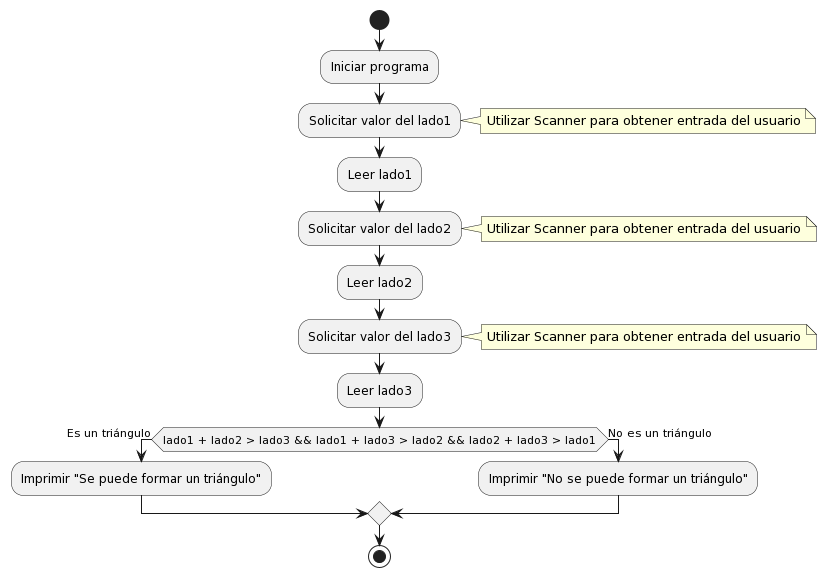 Iniciar programa
Solicitar valor del lado1
Utilizar Scanner para obtener entrada del usuario
Leer lado1
Solicitar valor del lado2
Utilizar Scanner para obtener entrada del usuario
Leer lado2
Solicitar valor del lado3
Utilizar Scanner para obtener entrada del usuario
Leer lado3
Es un triángulo
lado1 + lado2 > lado3 && lado1 + lado3 > lado2 && lado2 + lado3 > lado1
No es un triángulo
Imprimir "Se puede formar un triángulo"
Imprimir "No se puede formar un triángulo"